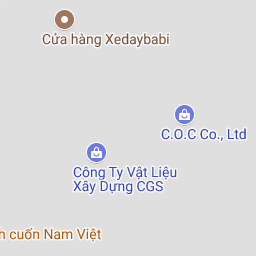 Cửa hàng Xedaybabi
C.O.C Co., Ltd
Công Ty Vật Liệu
Xây Dựng CGS
cuốn Nam Việt